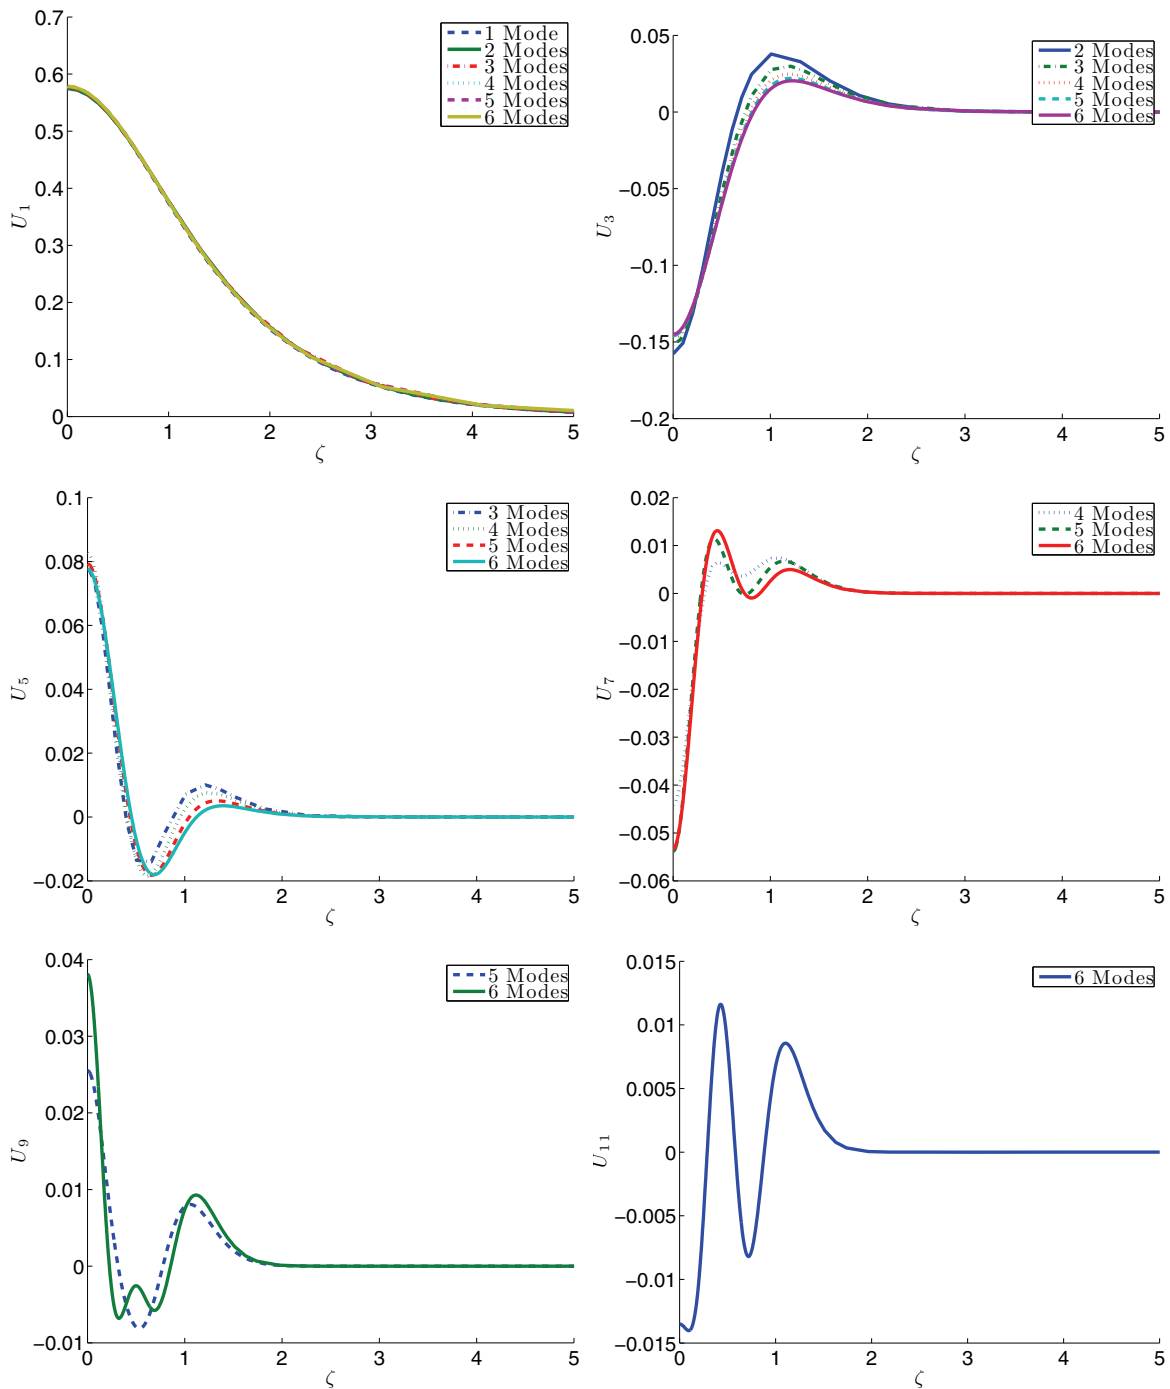 0.7
0.6
0.5
0.4
0.3
0.2
0.1
0
U1
0 1 2 3 4 5
ζ
1 Mode
2 Modes
3 Modes
4 Modes
5 Modes
6 Modes
0.05
0
−0.05
−0.1
−0.15
−0.2
U3
0 1 2 3 4 5
ζ
2 Modes
3 Modes
4 Modes
5 Modes
6 Modes
0.1
0.08
0.06
0.04
0.02
0
−0.02
U5
0 1 2 3 4 5
ζ
3 Modes
4 Modes
5 Modes
6 Modes
0.02
0.01
0
−0.01
−0.02
−0.03
−0.04
−0.05
−0.06
U7
0 1 2 3 4 5
ζ
4 Modes
5 Modes
6 Modes
0.04
0.03
0.02
0.01
0
−0.01
U9
0 1 2 3 4 5
ζ
5 Modes
6 Modes
0.015
0.01
0.005
0
−0.005
−0.01
−0.015
U11
0 1 2 3 4 5
ζ
6 Modes